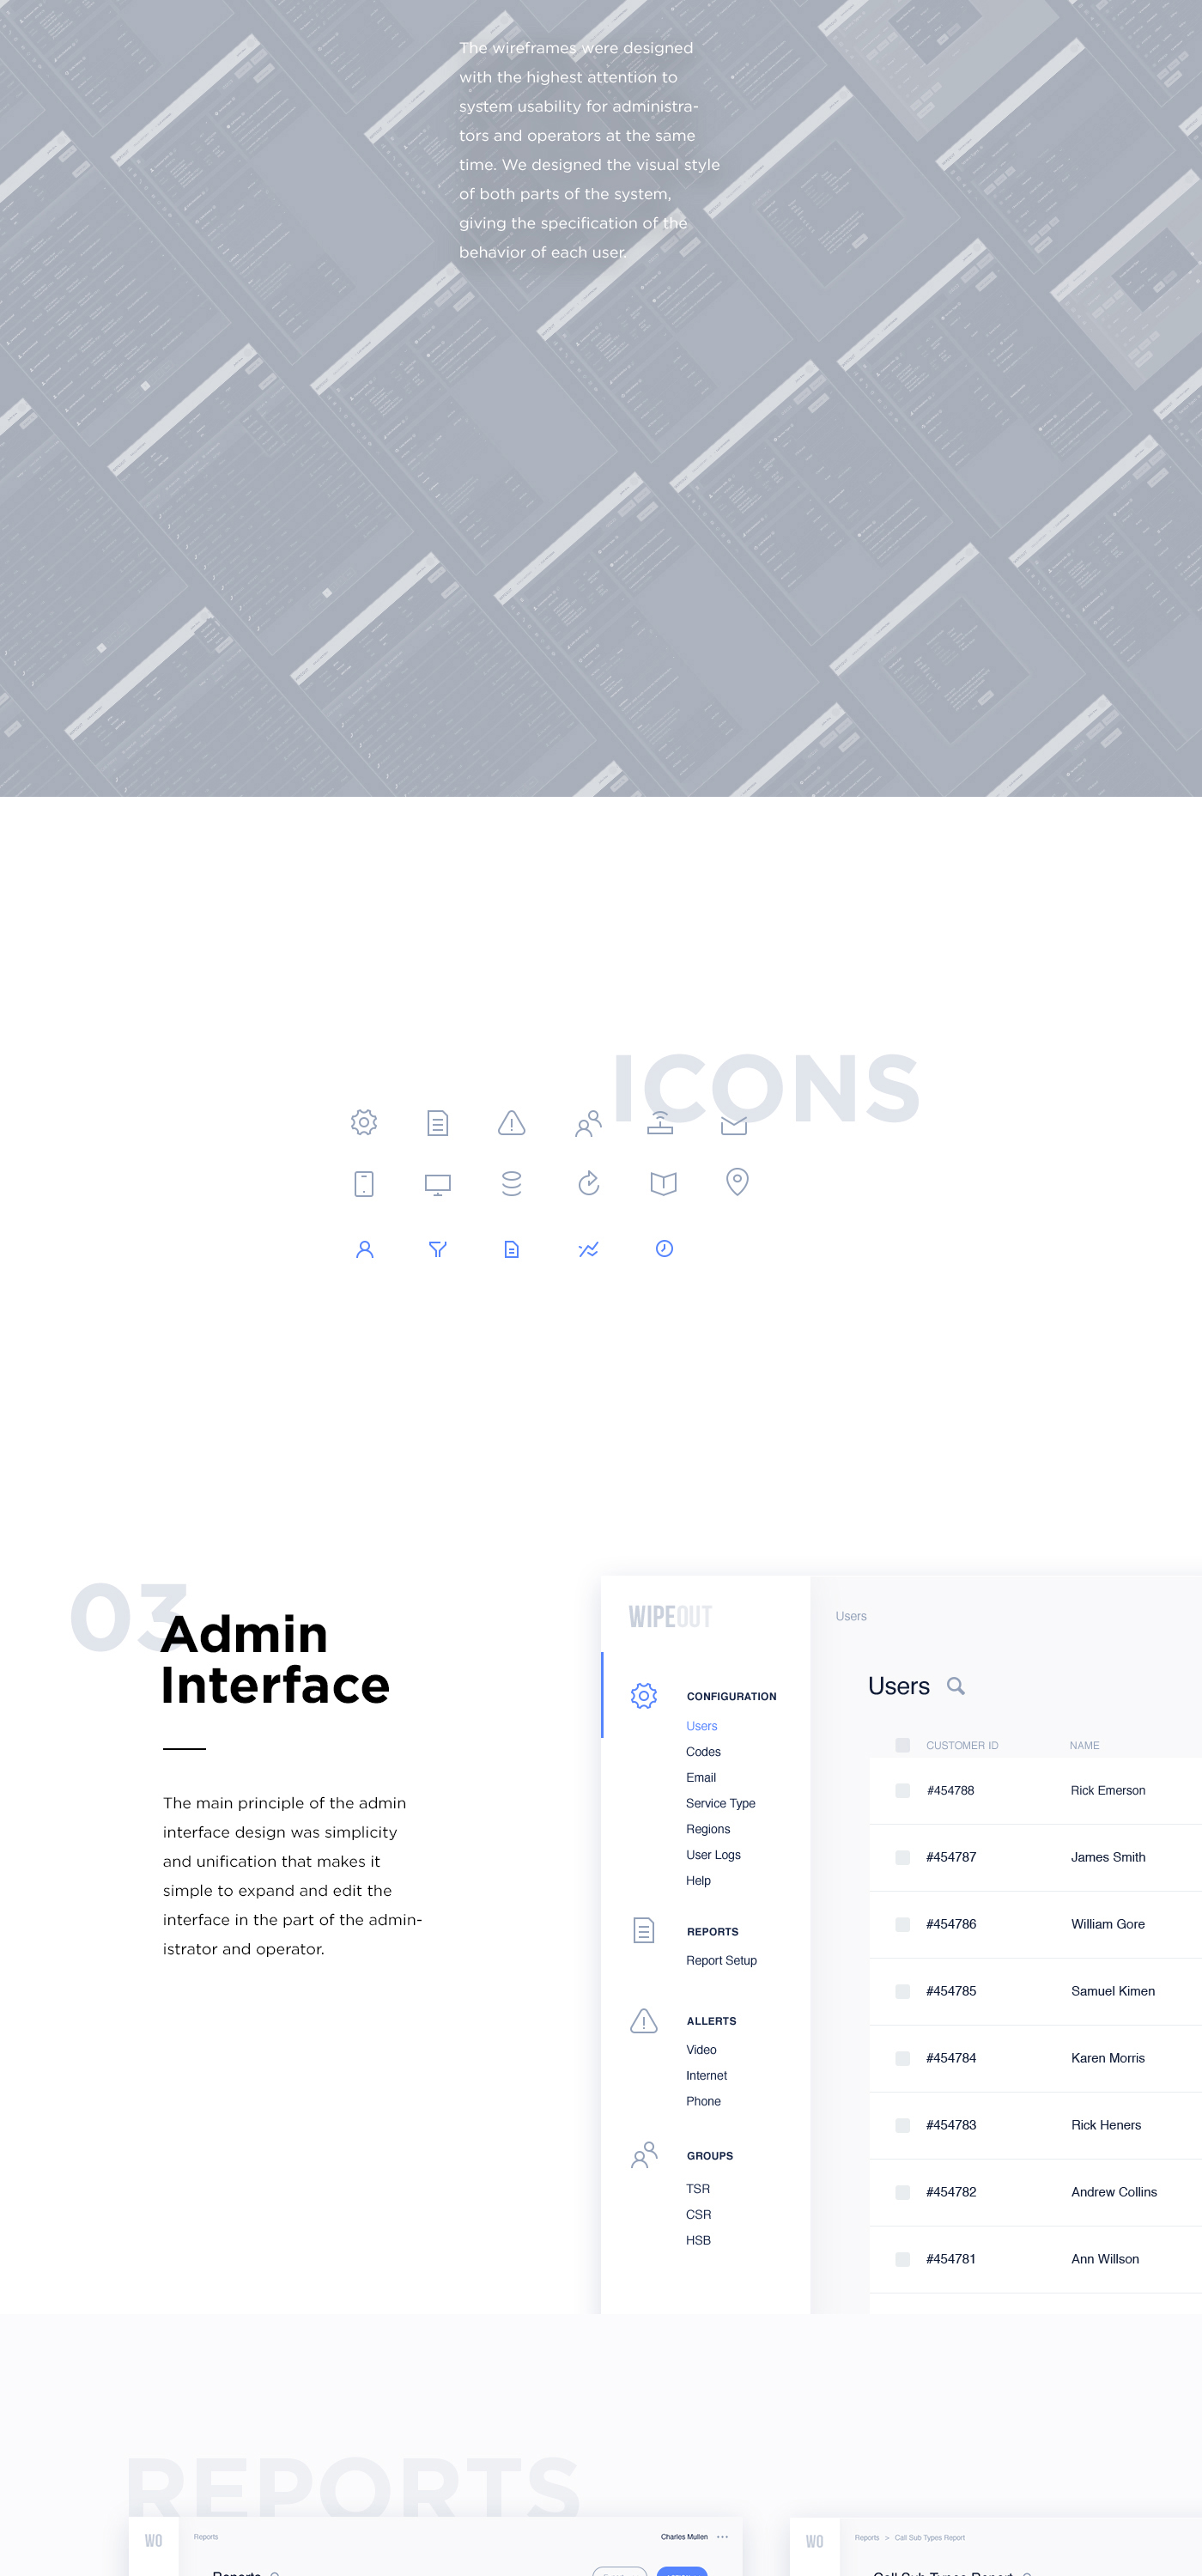 The wireframes were designed
with the highest attention to
system usability for administra-
tors and operators at the same
time. We designed the visual style
of both parts of the system,
giving the specification of the
behavior of each user.
ICONS
03
Admin
Interface
The main principle of the admin
interface design was simplicity
and unification that makes it
simple to expand and edit the
interface in the part of the admin-
istrator and operator.
WIPEOUT
CONFIGURATION
Users
Codes
Email
Service Type
Regions
User Logs
Help
REPORTS
Report Setup
ALLERTS
Video
Internet
Phone
GROUPS
TSR
CSR
HSB
Users
Users
CUSTOMER ID NAME
#454788 Rick Emerson
#454787 James Smith
#454786 William Gore
#454785 Samuel Kimen
#454784 Karen Morris
#454783 Rick Heners
#454782 Andrew Collins
#454781 Ann Willson
REPORTS
WO
Reports
Charles Mullen
Reports
WO
Reports > Call Sub Types Report
Call Sub Types Report